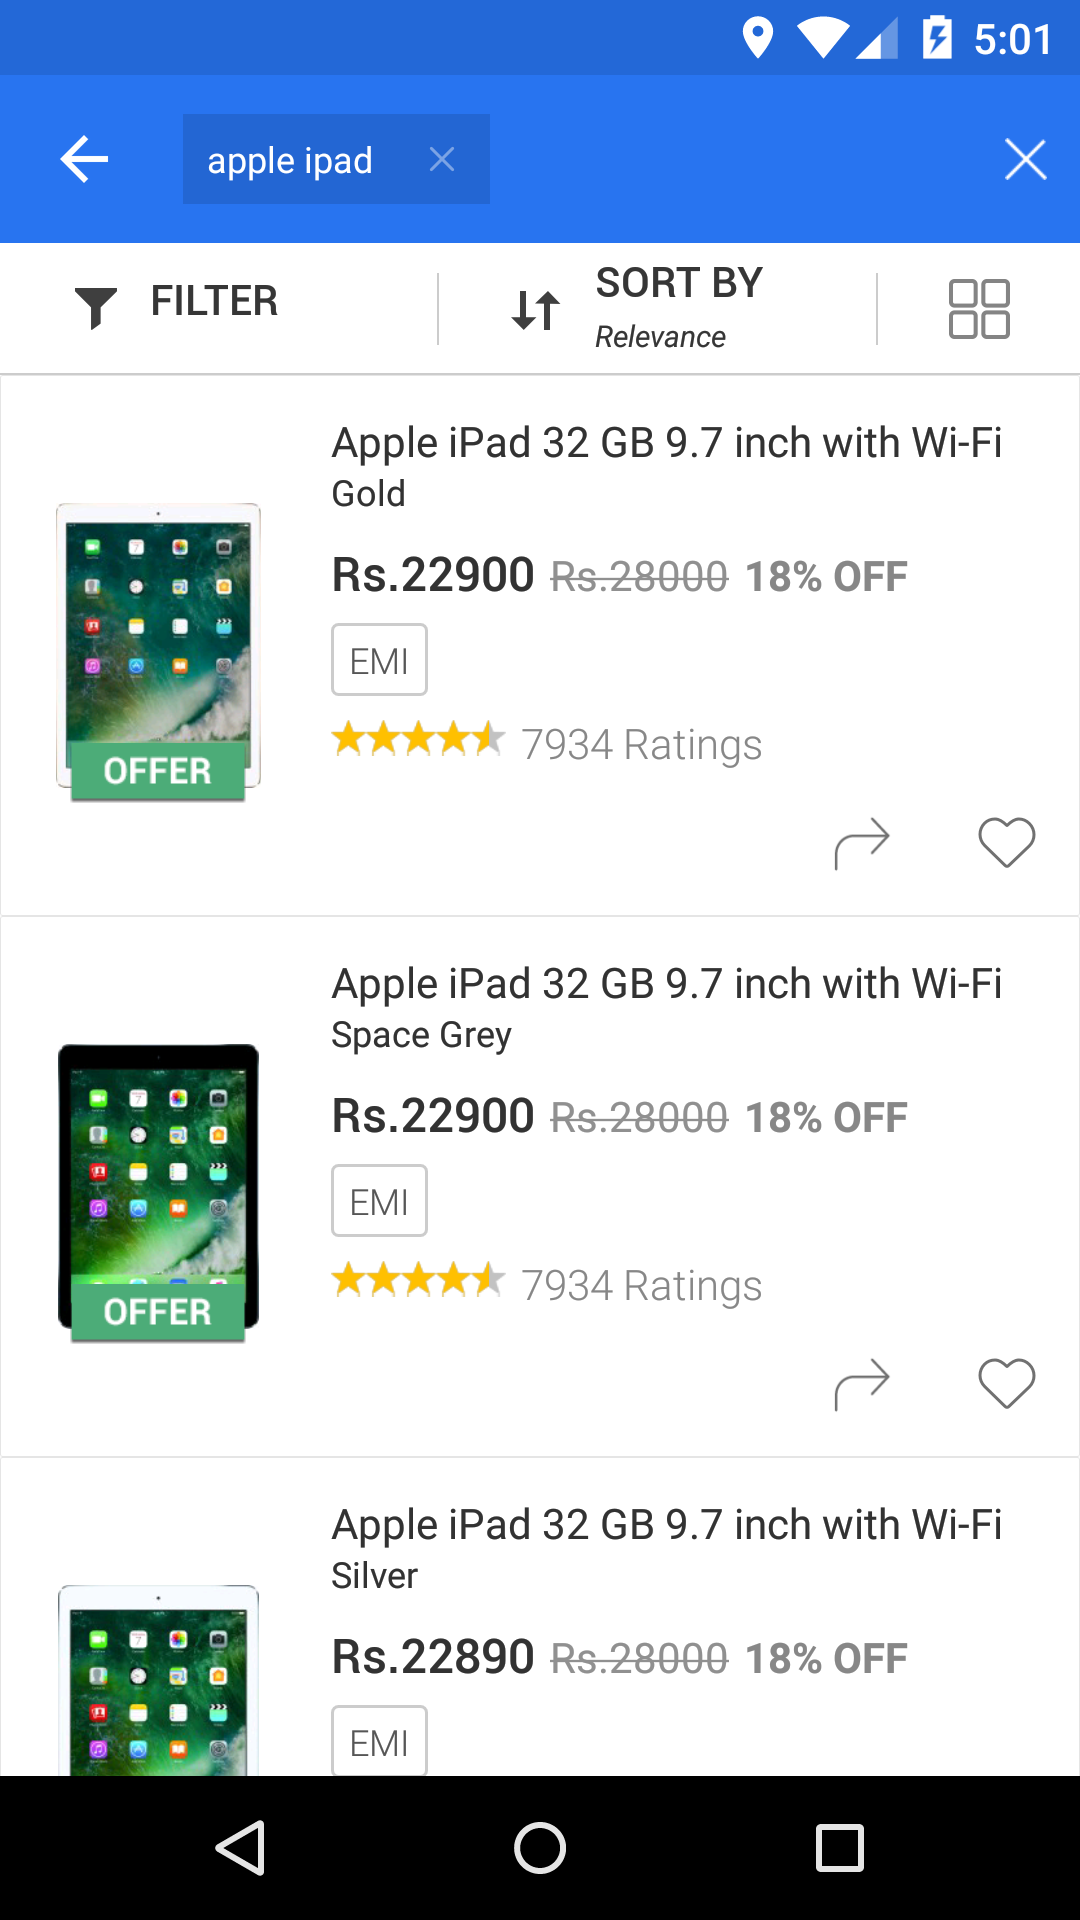 5:01
apple ipad
FILTER
SORT BY
Relevance
Apple iPad 32 GB 9.7 inch with Wi-Fi
Gold
Rs.22900 Rs.28000 18% OFF
EMI
7934 Ratings
OFFER
Apple iPad 32 GB 9.7 inch with Wi-Fi
Space Grey
Rs.22900 Rs.28000 18% OFF
EMI
7934 Ratings
OFFER
Apple iPad 32 GB 9.7 inch with Wi-Fi
Silver
Rs.22890 Rs.28000 18% OFF
EMI